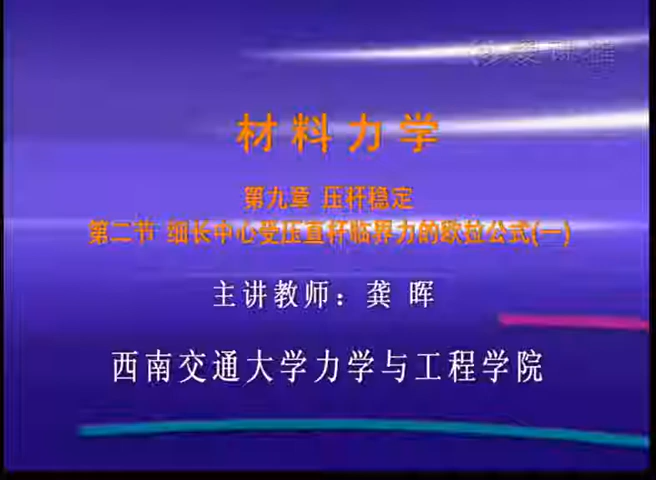 材料力学
第九章 压杆稳定
第二节 细长中心受压直杆临界力的欧拉公式(一)
主讲教师：龚 晖
西南交通大学力学与工程学院